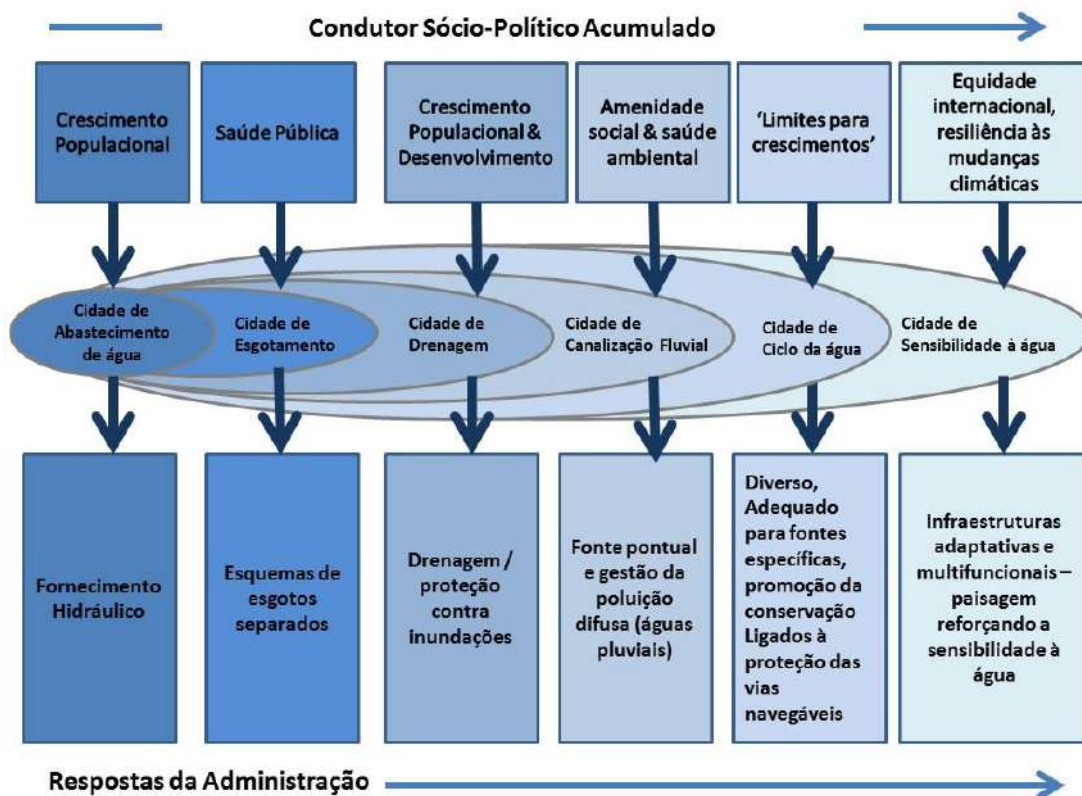 Condutor Sócio-Político Acumulado
Crescimento
Populacional
Saúde Pública
Crescimento
Populacional &
Desenvolvimento
Amenidade
social & saúde
ambiental
‘Limites para
crescimentos’
Equidade
internacional,
resiliência às
mudanças
climáticas
Cidade de
Abastecimento
de água
Cidade de
Esgotamento
Cidade de
Drenagem
Cidade de
Canalização Fluvial
Cidade de
Ciclo da água
Cidade de
Sensibilidade à água
Fornecimento
Hidráulico
Esquemas de
esgotos
separados
Drenagem /
proteção contra
inundações
Fonte pontual
e gestão da
poluição
difusa (águas
pluviais)
Diverso,
Adequado
para fontes
específicas,
promoção da
conservação
Ligados à
proteção das
vias
navegáveis
Infraestruturas
adaptativas e
multifuncionais –
paisagem
reforçando a
sensibilidade à
água
Respostas da Administração